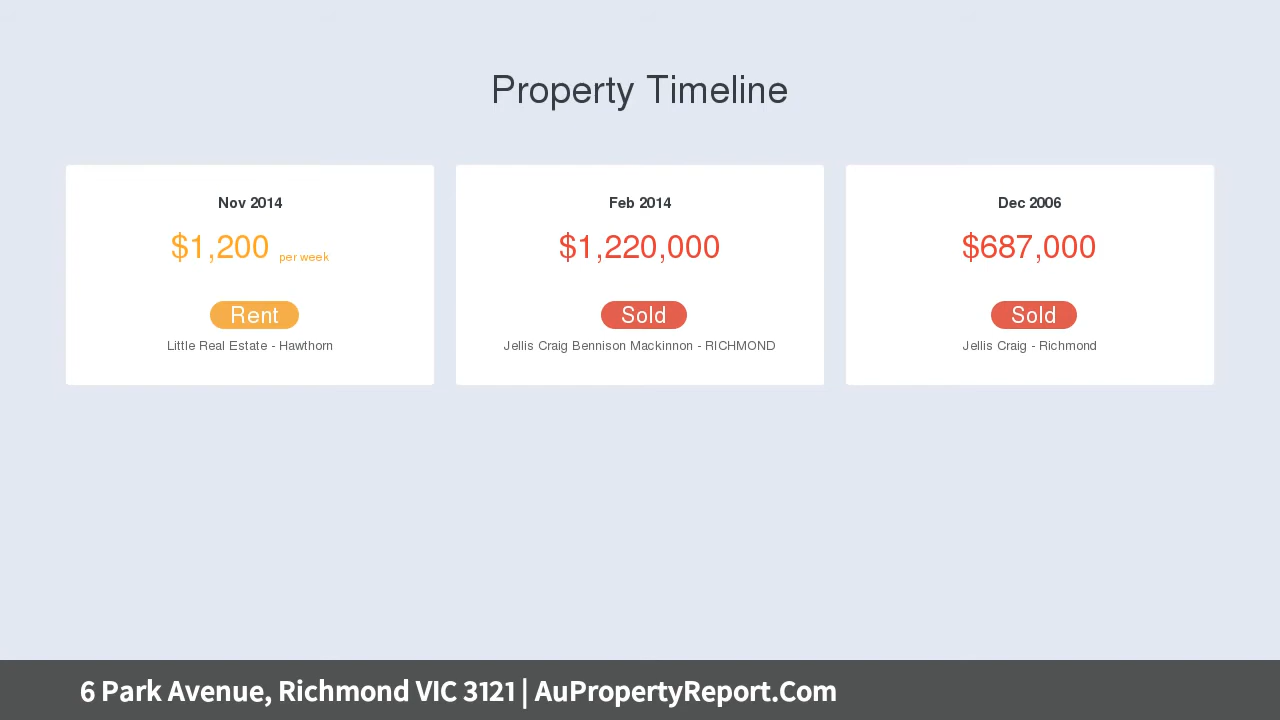 Property Timeline
Nov 2014
$1,200 per week
Rent
Little Real Estate - Hawthorn
Feb 2014
$1,220,000
Sold
Jellis Craig Bennison Mackinnon - RICHMOND
Dec 2006
$687,000
Sold
Jellis Craig - Richmond
6 Park Avenue, Richmond VIC 3121 | AuPropertyReport.Com